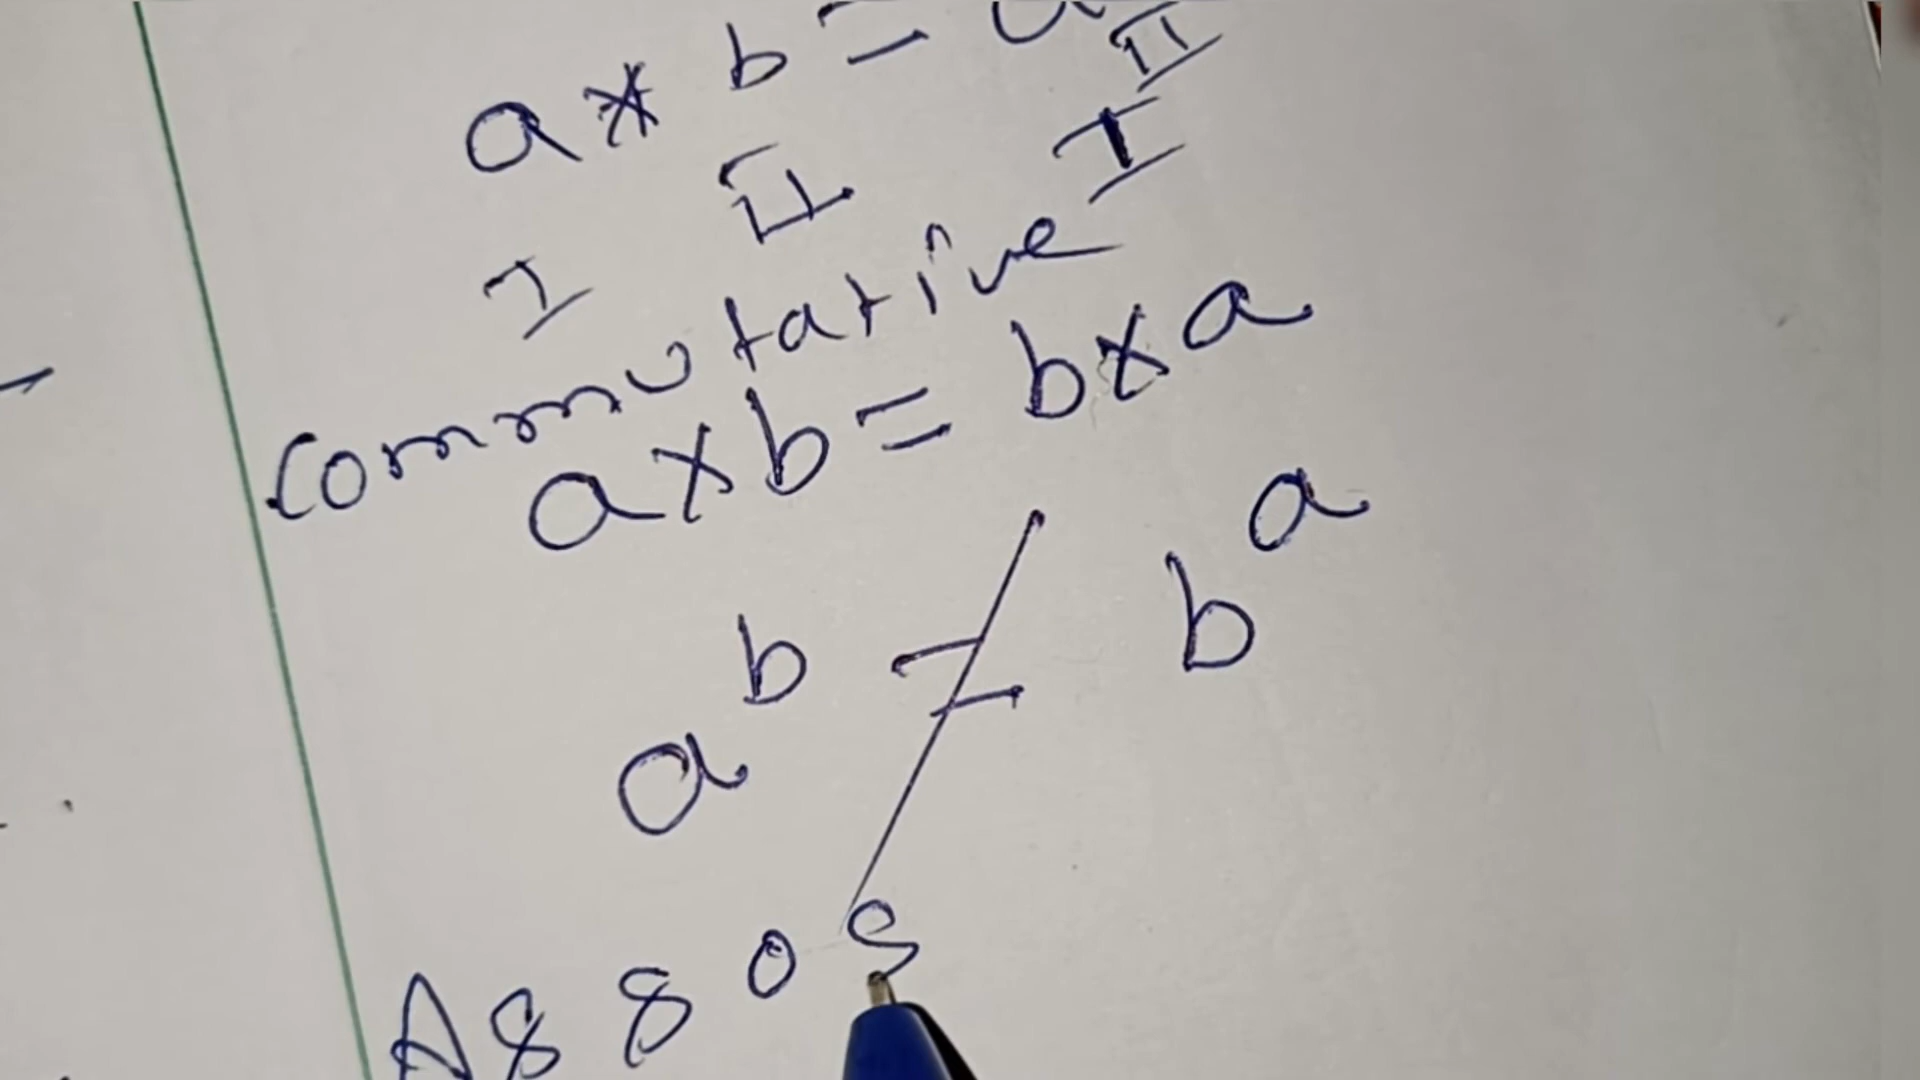 a * b =
I II II
I
Commutative
a x b = b x a
a^b ≠ b^a
Asso